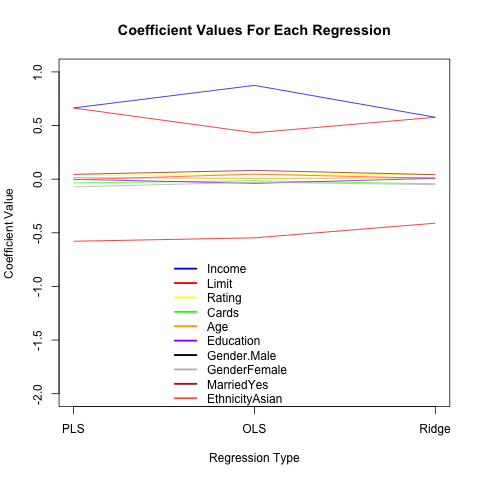 Coefficient Values For Each Regression
Coefficient Value
1.0
0.5
0.0
-0.5
-1.0
-1.5
-2.0
Income
Limit
Rating
Cards
Age
Education
Gender.Male
GenderFemale
MarriedYes
EthnicityAsian
PLS OLS Ridge
Regression Type